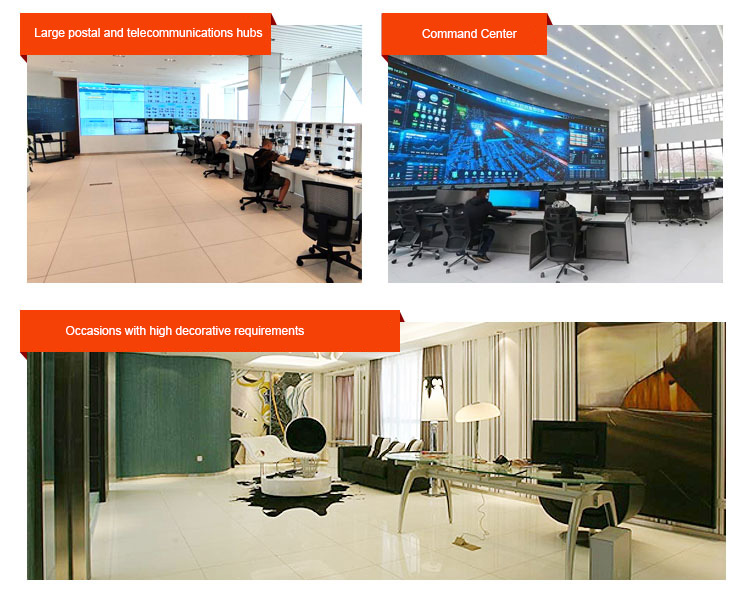 Large postal and telecommunications hubs
Command Center
Occasions with high decorative requirements